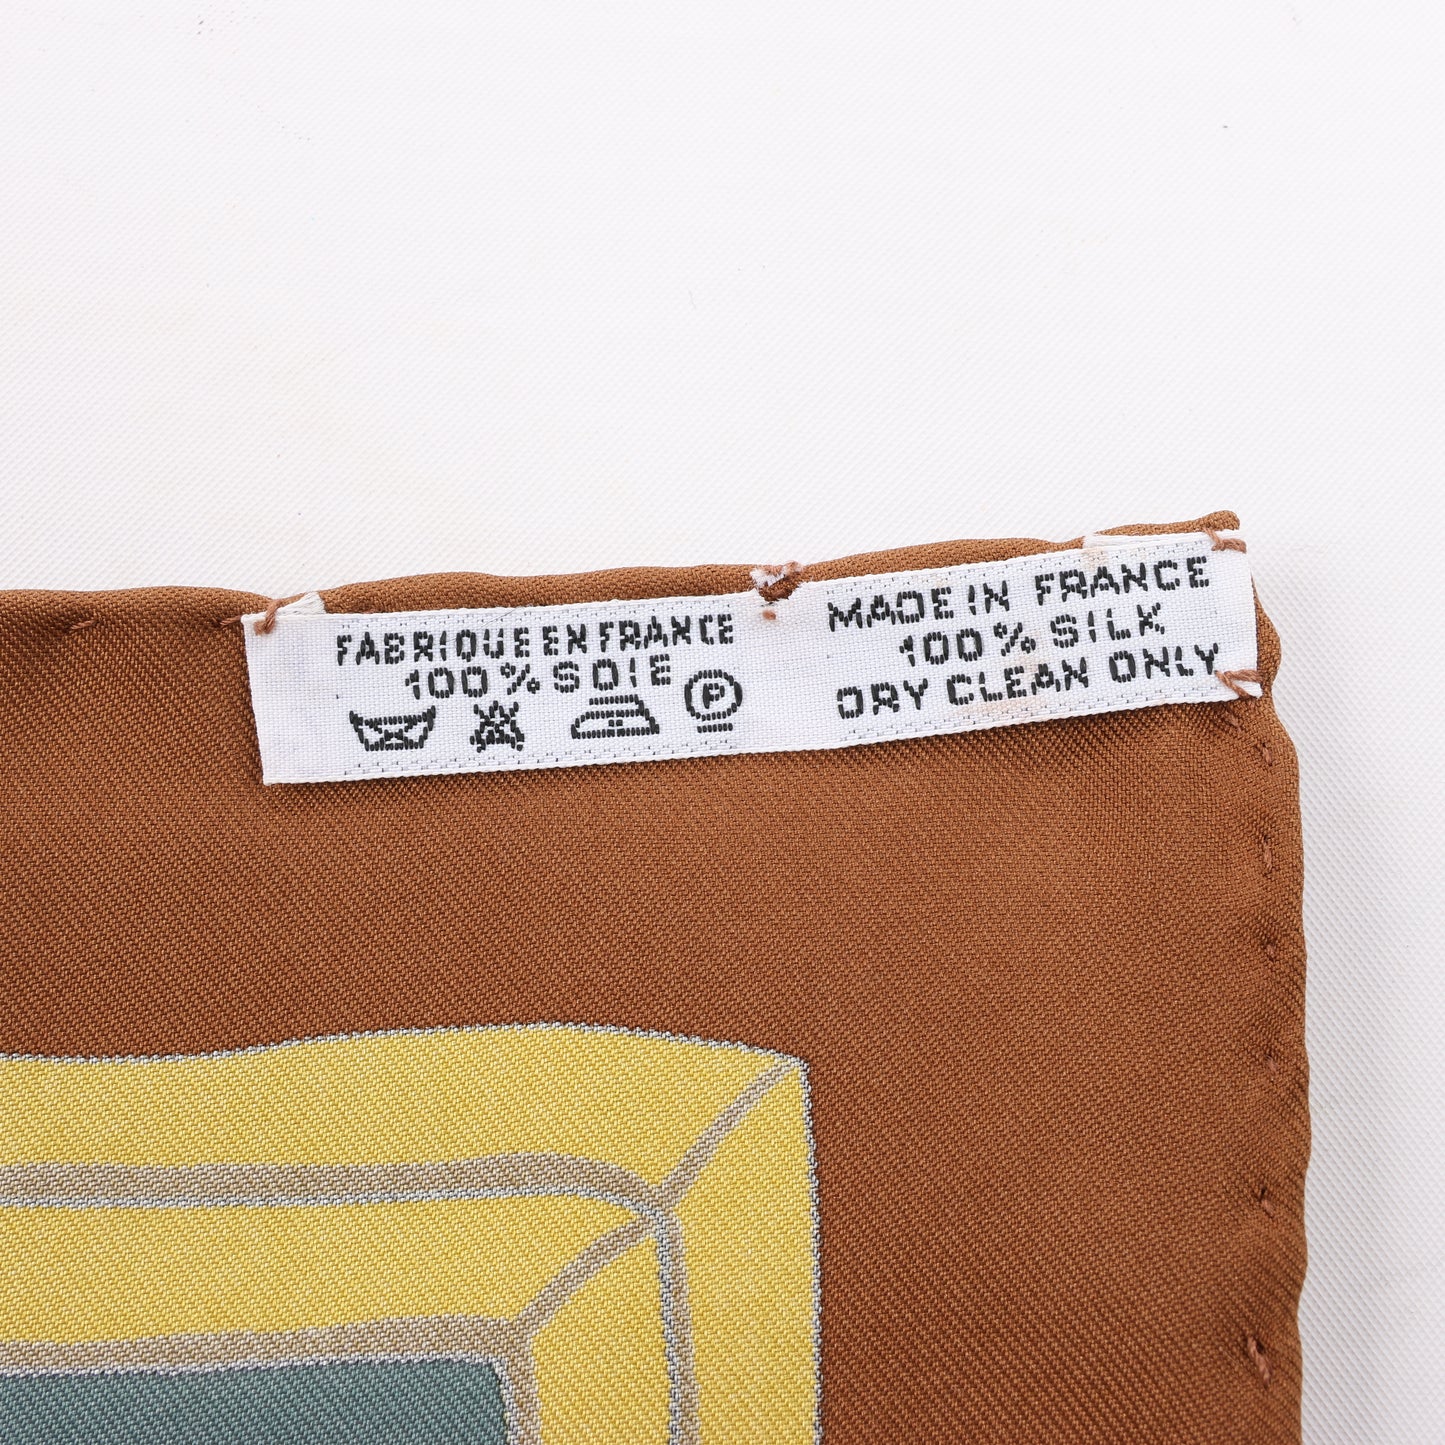 FABRIQUE EN FRANCE
100% SOIE
P
MADE IN FRANCE
100% SILK
DRY CLEAN ONLY